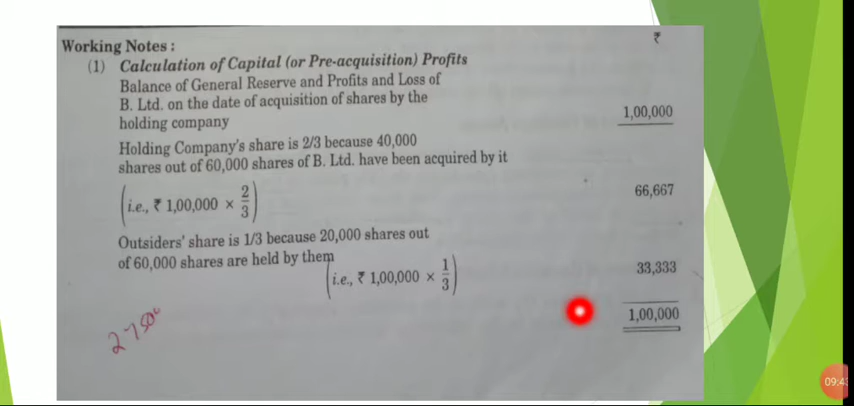 ₹
Working Notes :
(1) Calculation of Capital (or Pre-acquisition) Profits
Balance of General Reserve and Profits and Loss of
B. Ltd. on the date of acquisition of shares by the
holding company 1,00,000
Holding Company's share is 2/3 because 40,000
shares out of 60,000 shares of B. Ltd. have been acquired by it
(i.e., ₹ 1,00,000 × 2/3) 66,667
Outsiders' share is 1/3 because 20,000 shares out
of 60,000 shares are held by them
(i.e., ₹ 1,00,000 × 1/3) 33,333
1,00,000